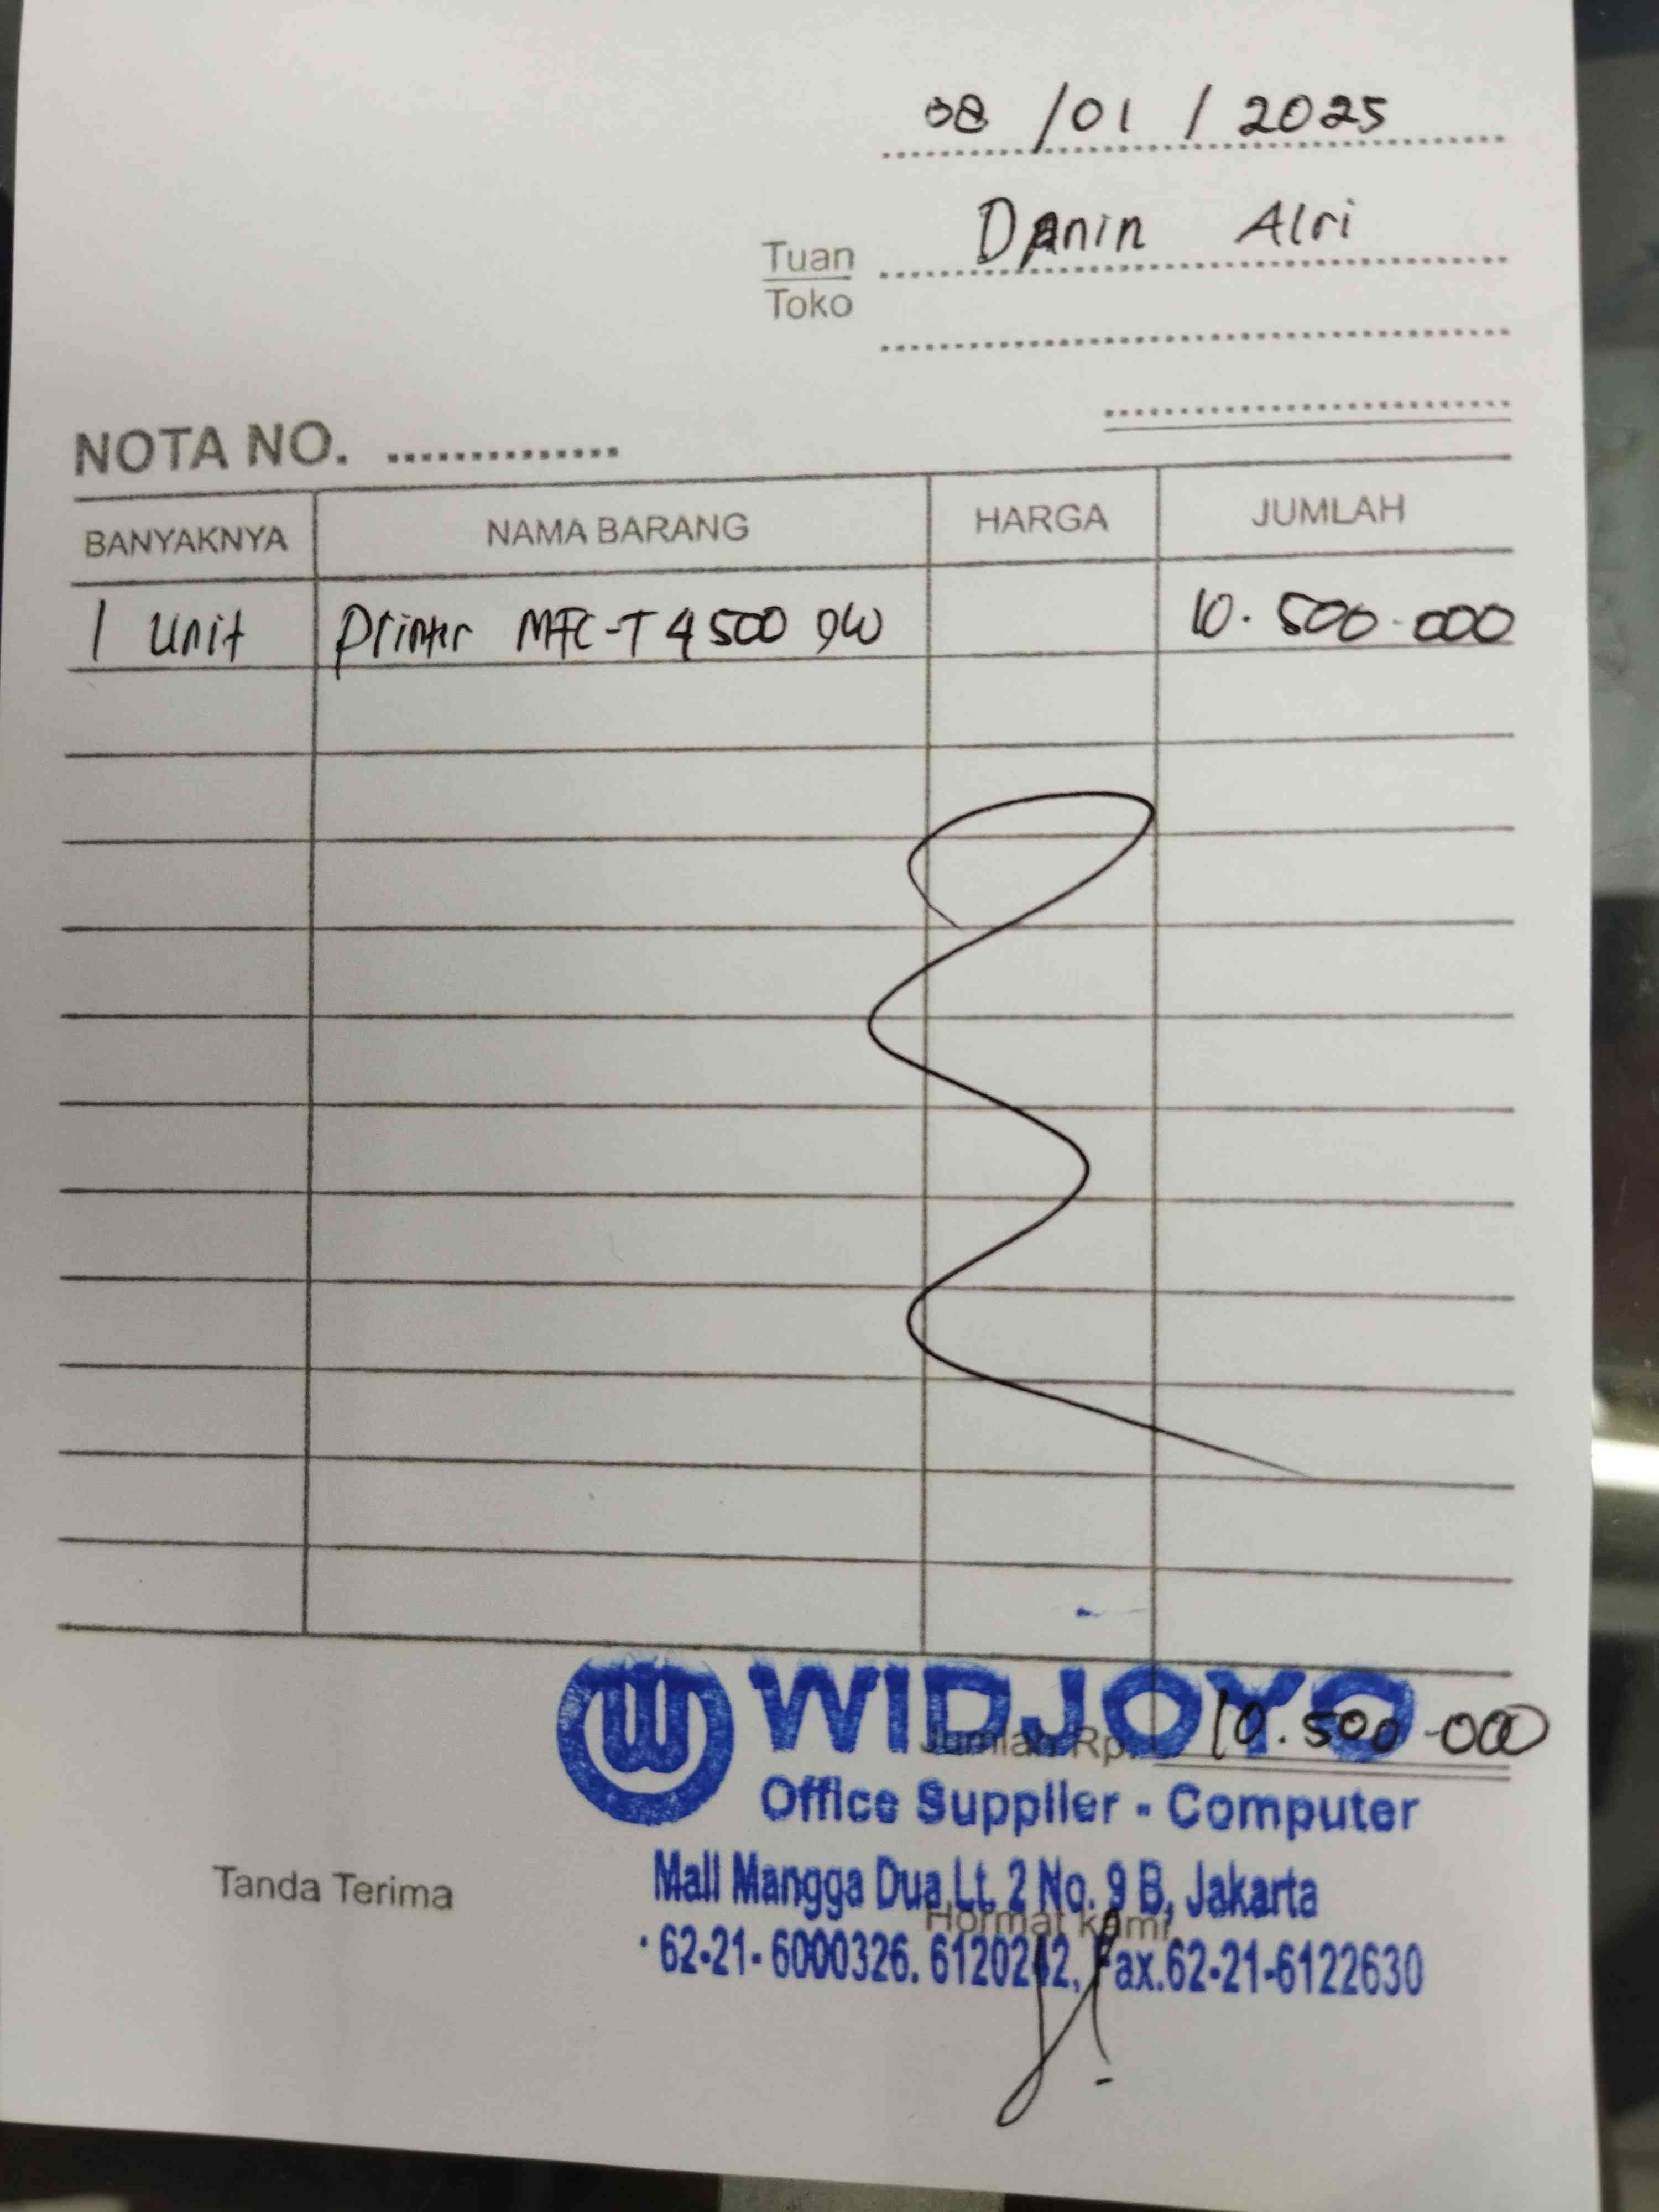 08 / 01 / 2025
Tuan Danin Alri
Toko
NOTA NO. ..............
BANYAKNYA NAMA BARANG HARGA JUMLAH
1 Unit Printer MFC-T4500 DW 10.500.000
WIDJOYO
Jumlah Rp. 10.500.000
Office Supplier - Computer
Tanda Terima
Mall Mangga Dua Lt. 2 No. 9 B, Jakarta
Hormat kami,
62-21-6000326. 6120242, Fax.62-21-6122630